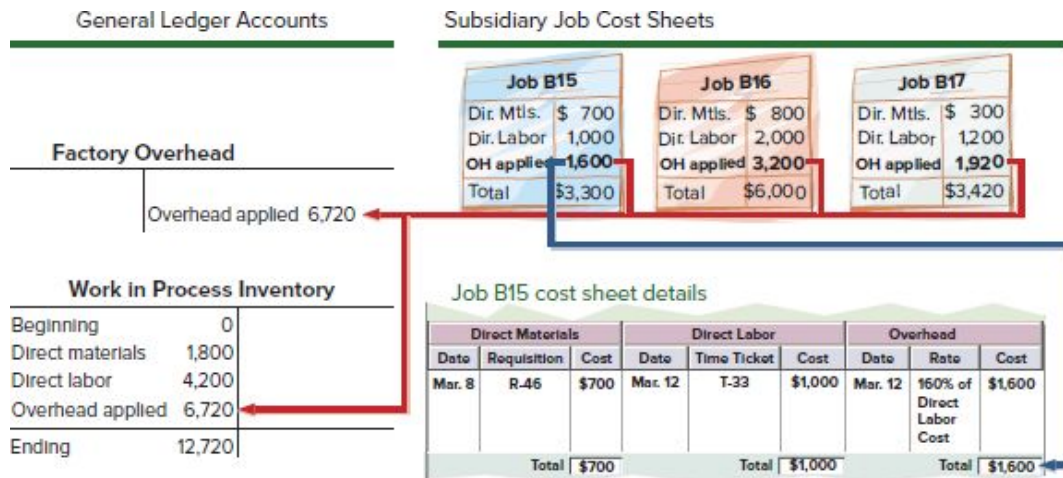 General Ledger Accounts
Subsidiary Job Cost Sheets
Job B15
Dir. Mtls. $ 700
Dir. Labor 1,000
OH applied 1,600
Total $3,300
Job B16
Dir. Mtls. $ 800
Dir. Labor 2,000
OH applied 3,200
Total $6,000
Job B17
Dir. Mtls. $ 300
Dir. Labor 1,200
OH applied 1,920
Total $3,420
Factory Overhead
Overhead applied 6,720
Work in Process Inventory
Beginning 0
Direct materials 1,800
Direct labor 4,200
Overhead applied 6,720
Ending 12,720
Job B15 cost sheet details
Direct Materials Direct Labor Overhead
Date Requisition Cost Date Time Ticket Cost Date Rate Cost
Mar. 8 R-46 $700 Mar. 12 T-33 $1,000 Mar. 12 160% of $1,600
Direct
Labor
Cost
Total $700 Total $1,000 Total $1,600